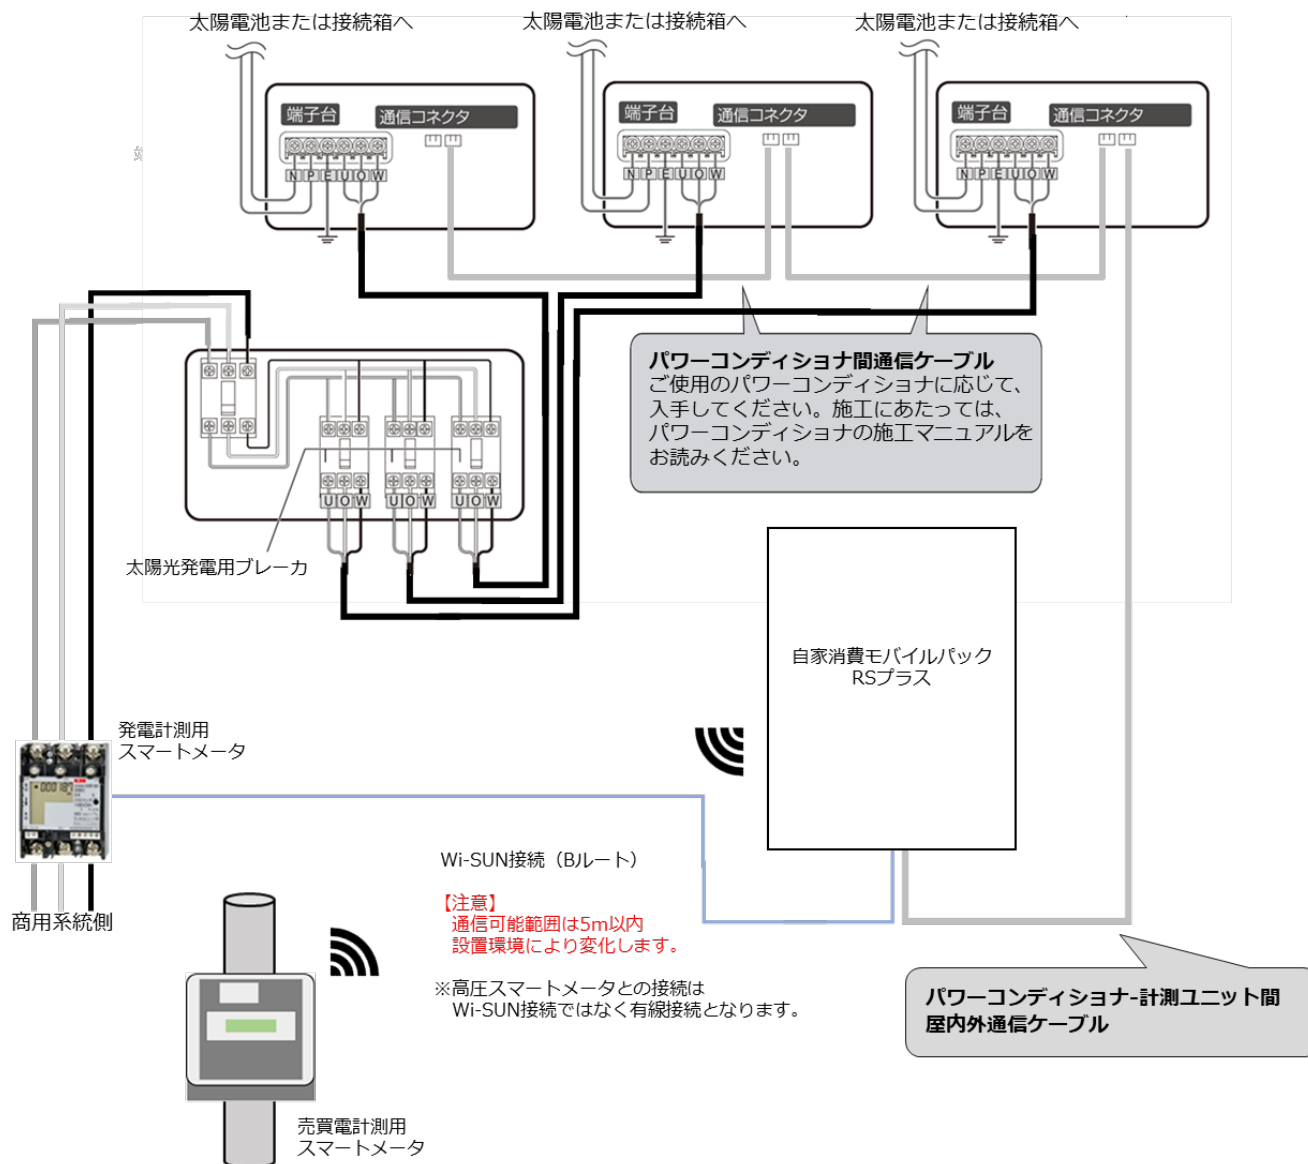 太陽電池または接続箱へ
太陽電池または接続箱へ
太陽電池または接続箱へ
端子台
通信コネクタ
N P E U O W
端子台
通信コネクタ
N P E U O W
端子台
通信コネクタ
N P E U O W
パワーコンディショナ間通信ケーブル
ご使用のパワーコンディショナに応じて、
入手してください。施工にあたっては、
パワーコンディショナの施工マニュアルを
お読みください。
U O W
U O W
U O W
太陽光発電用ブレーカ
自家消費モバイルパック
RSプラス
発電計測用
スマートメータ
商用系統側
Wi-SUN接続（Bルート）
【注意】
通信可能範囲は5m以内
設置環境により変化します。
※高圧スマートメータとの接続は
Wi-SUN接続ではなく有線接続となります。
パワーコンディショナ-計測ユニット間
屋内外通信ケーブル
売買電計測用
スマートメータ